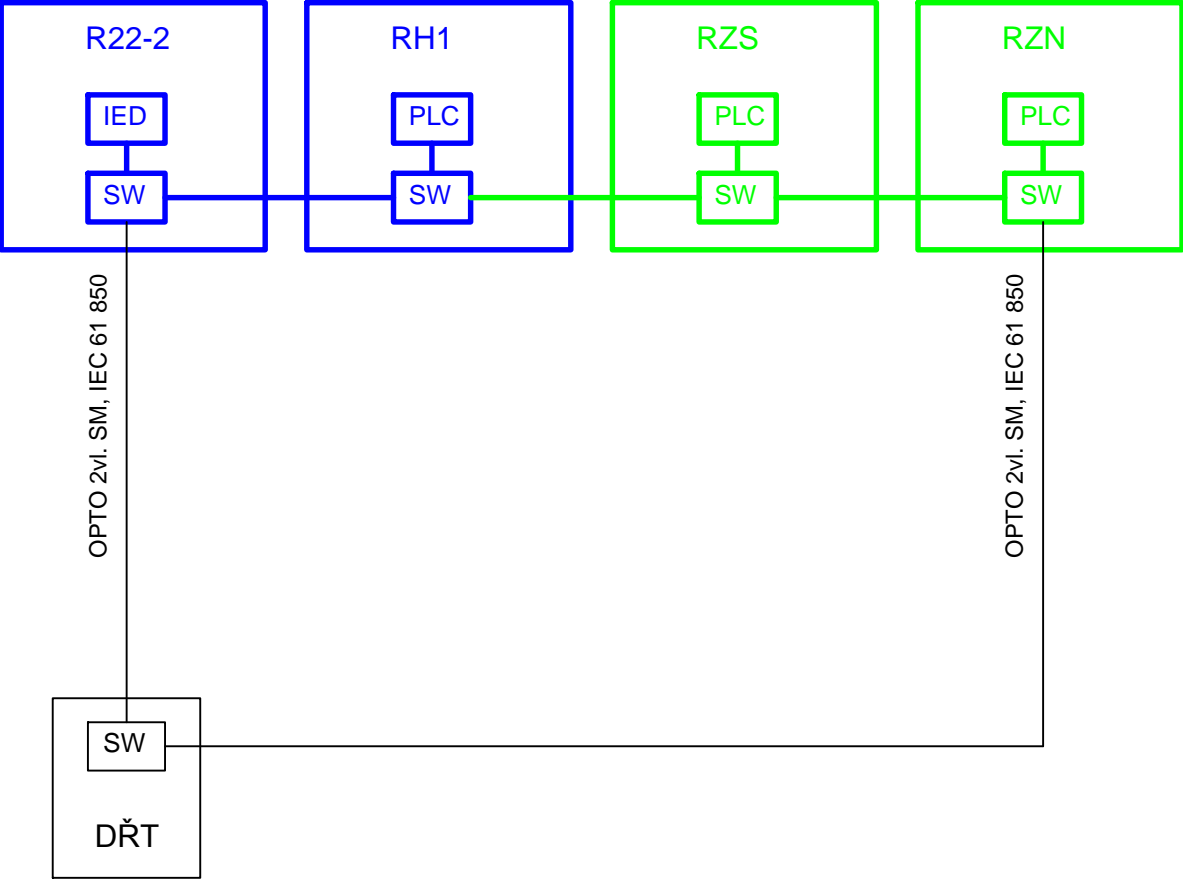 R22-2
RH1
RZS
RZN
IED
PLC
PLC
PLC
SW
SW
SW
SW
OPTO 2vl. SM, IEC 61 850
OPTO 2vl. SM, IEC 61 850
SW
DŘT